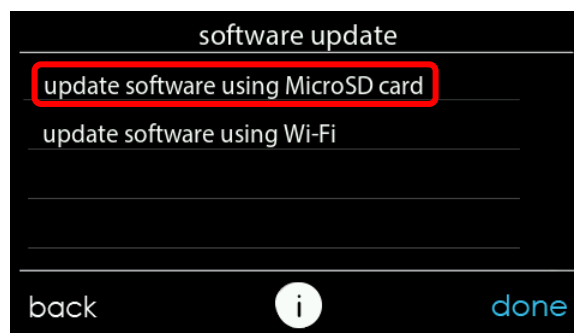 software update
update software using MicroSD card
update software using Wi-Fi
back i done